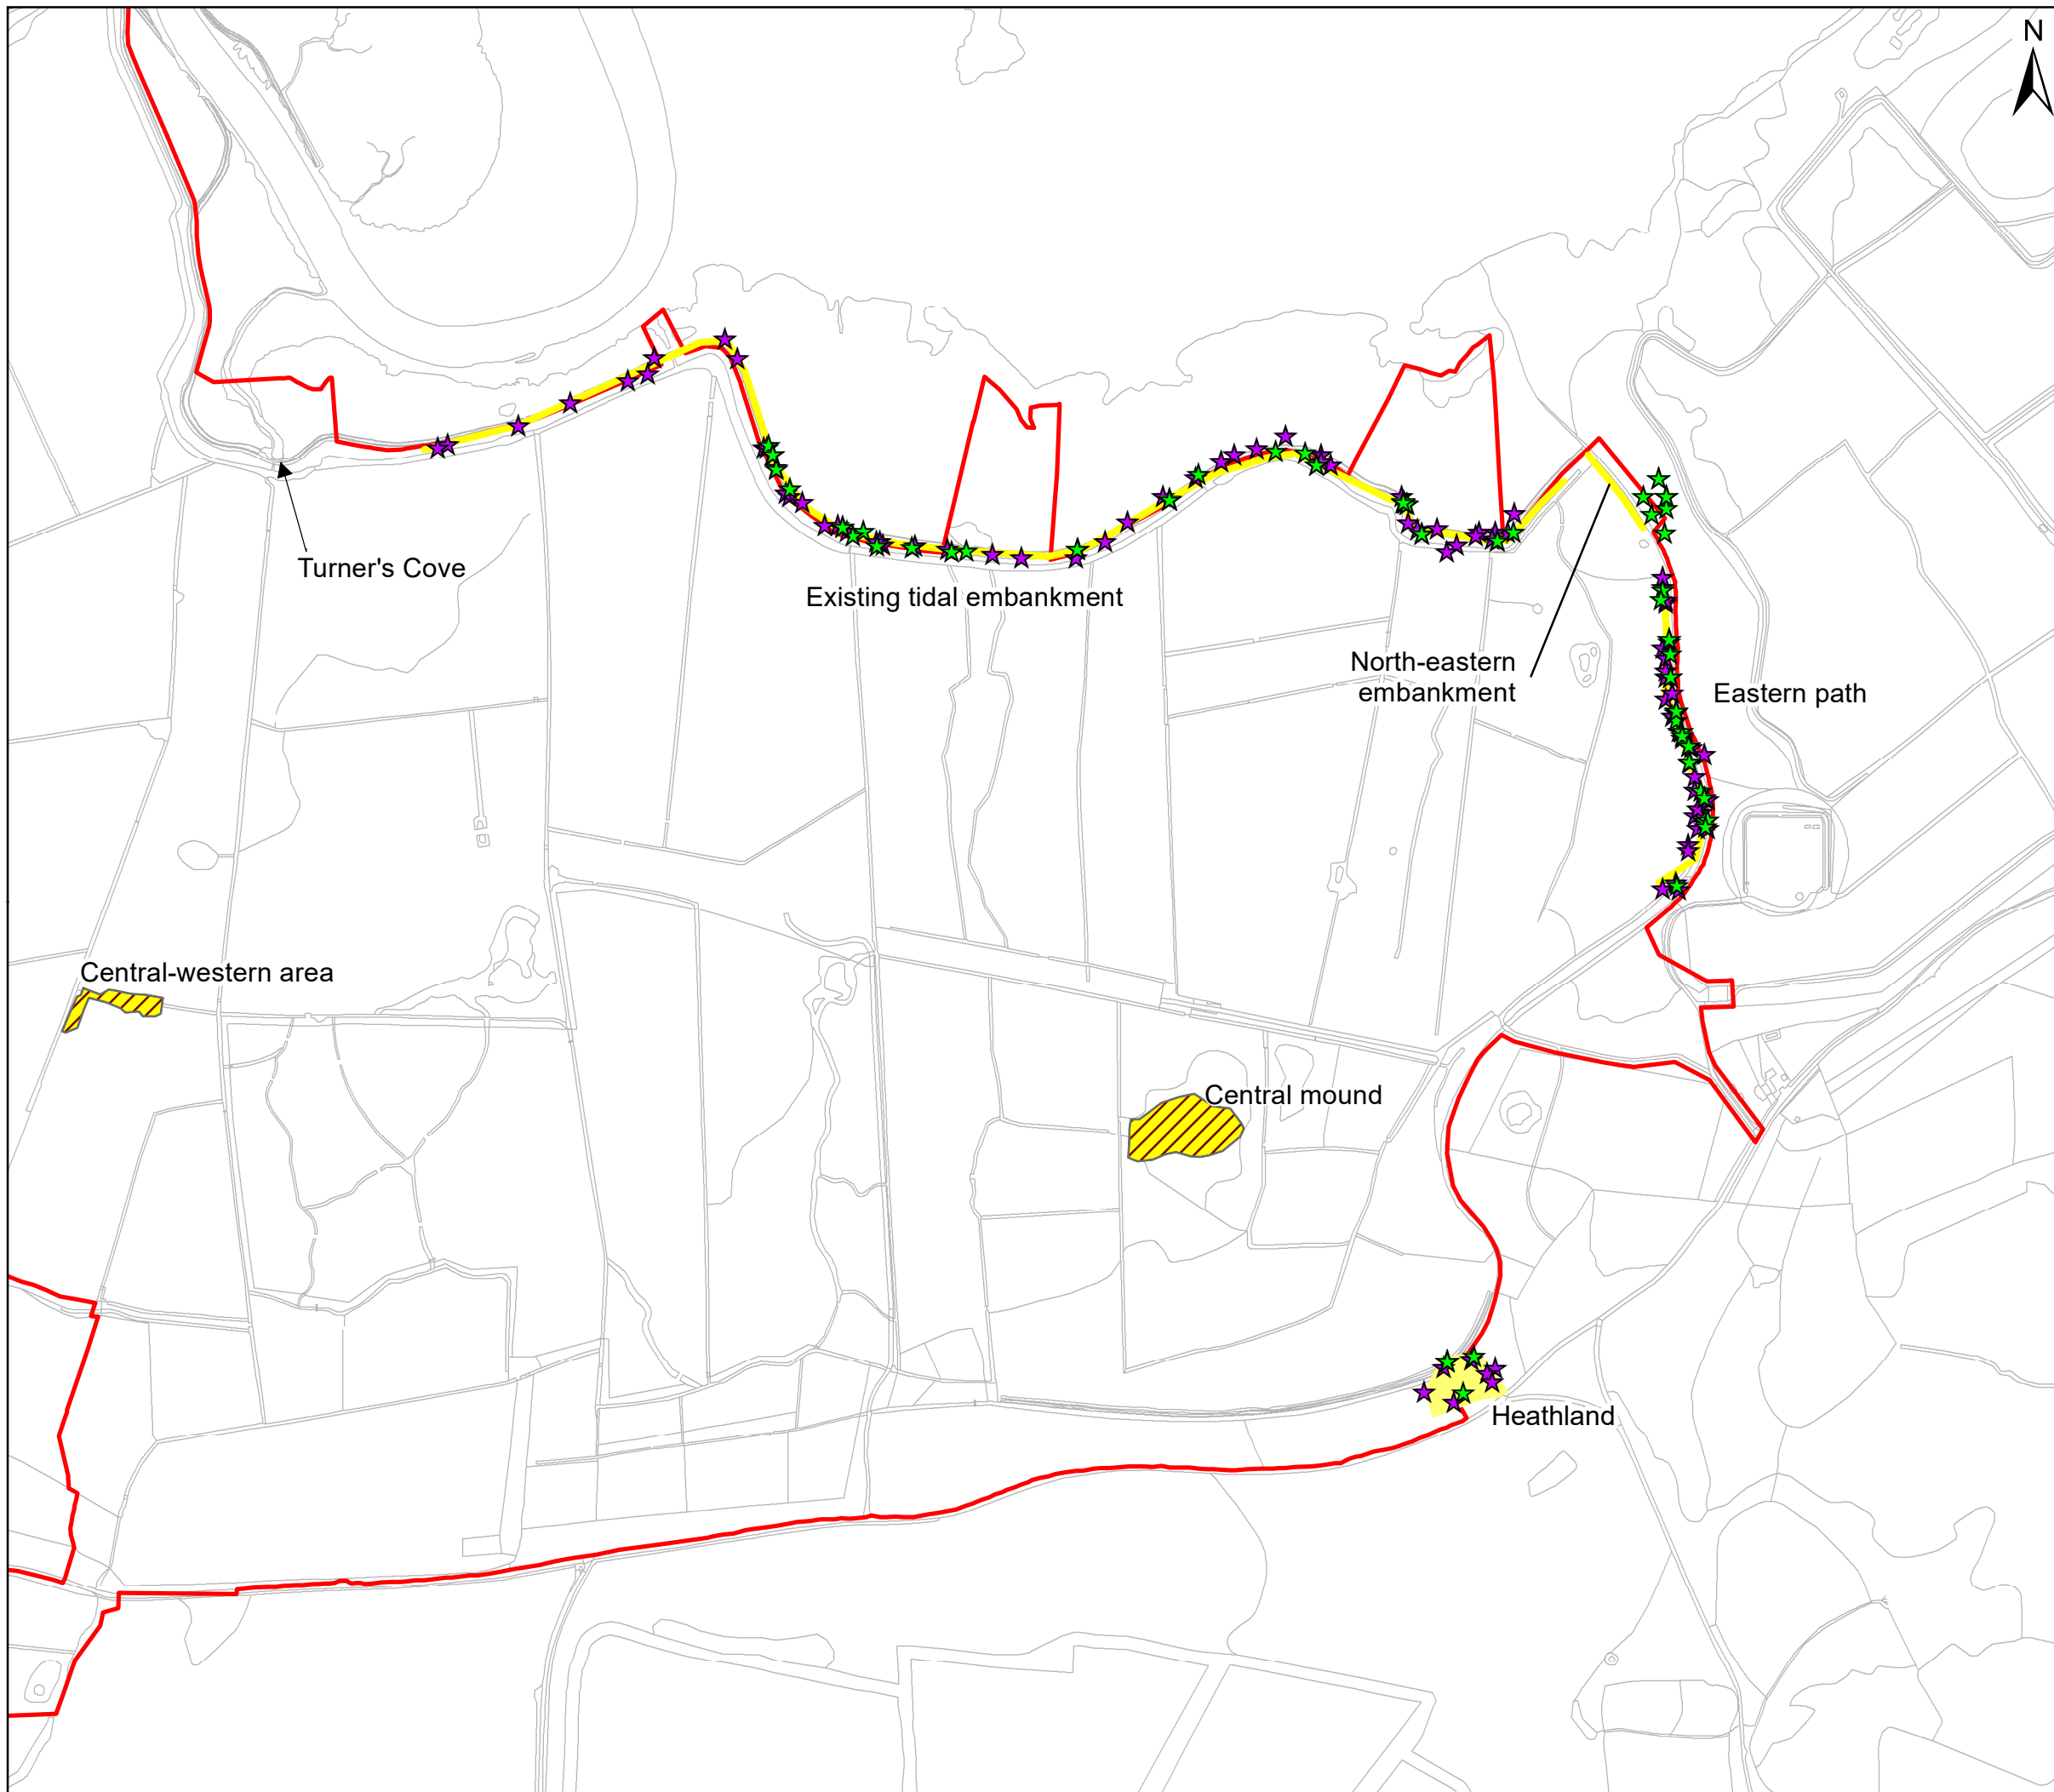 N
Turner's Cove
Existing tidal embankment
North-eastern
embankment
Eastern path
Central-western area
Central mound
Heathland